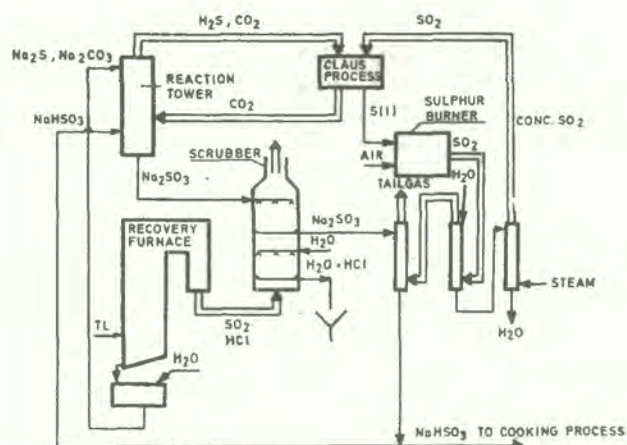 H2S, CO2
SO2
Na2S, Na2CO3
CLAUS
PROCESS
REACTION
TOWER
CO2
S(l)
SULPHUR
BURNER
CONC. SO2
NaHSO3
SCRUBBER
AIR
SO2
H2O
TAILGAS
Na2SO3
RECOVERY
FURNACE
Na2SO3
H2O
H2O + HCl
STEAM
SO2
HCl
H2O
TL
H2O
NaHSO3 TO COOKING PROCESS